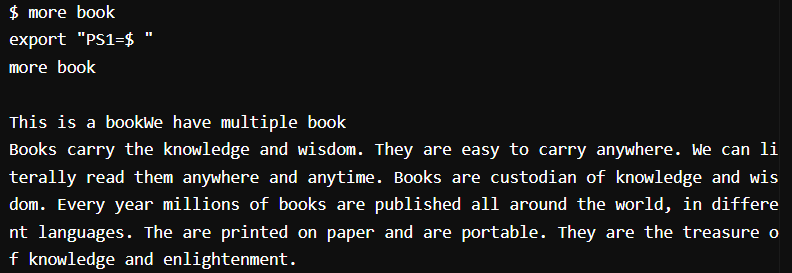 $ more book
export "PS1=$ "
more book

This is a bookWe have multiple book
Books carry the knowledge and wisdom. They are easy to carry anywhere. We can li
terally read them anywhere and anytime. Books are custodian of knowledge and wis
dom. Every year millions of books are published all around the world, in differe
nt languages. The are printed on paper and are portable. They are the treasure o
f knowledge and enlightenment.